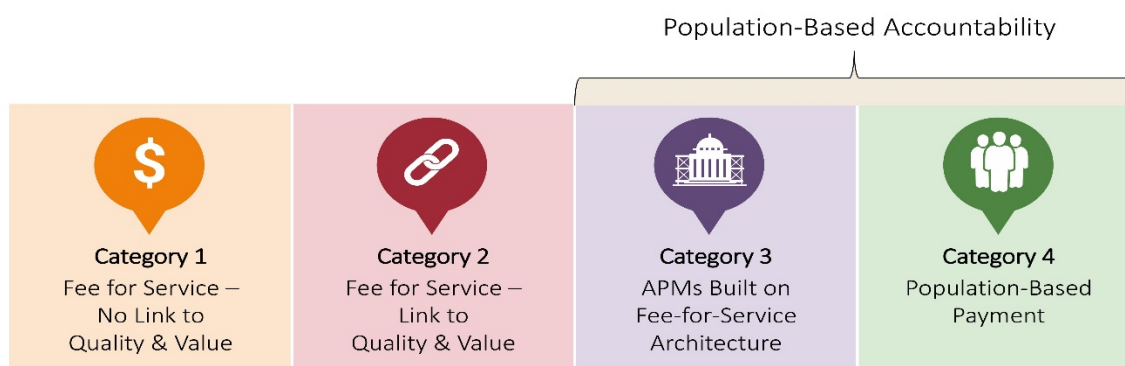 Population-Based Accountability
$
Category 1
Fee for Service –
No Link to
Quality & Value
Category 2
Fee for Service –
Link to
Quality & Value
Category 3
APMs Built on
Fee-for-Service
Architecture
Category 4
Population-Based
Payment